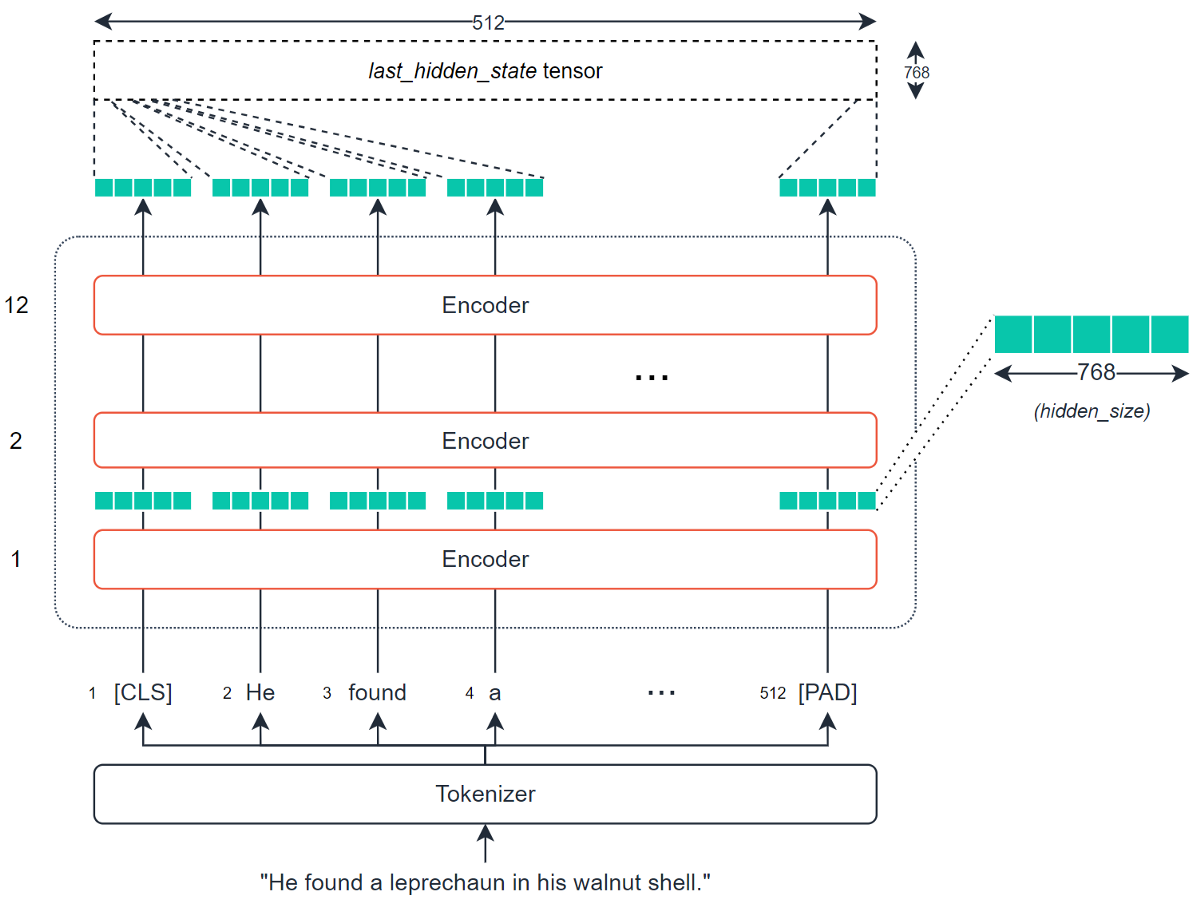 512
last_hidden_state tensor
768
12
Encoder
...
768
(hidden_size)
2
Encoder
1
Encoder
1 [CLS] 2 He 3 found 4 a ... 512 [PAD]
Tokenizer
"He found a leprechaun in his walnut shell."